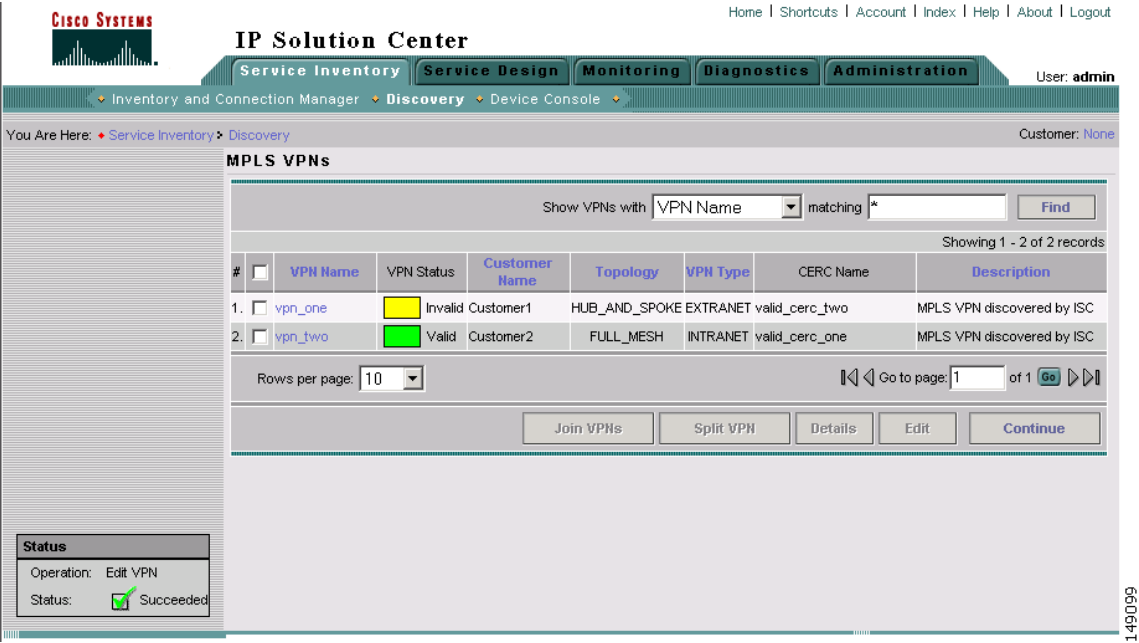 Home | Shortcuts | Account | Index | Help | About | Logout
CISCO SYSTEMS
IP Solution Center
Service Inventory Service Design Monitoring Diagnostics Administration
User: admin
Inventory and Connection Manager Discovery Device Console
You Are Here: Service Inventory Discovery Customer: None
MPLS VPNs
Show VPNs with VPN Name matching * Find
Showing 1 - 2 of 2 records
# VPN Name VPN Status Customer Name Topology VPN Type CERC Name Description
1. vpn_one Invalid Customer1 HUB_AND_SPOKE EXTRANET valid_cerc_two MPLS VPN discovered by ISC
2. vpn_two Valid Customer2 FULL_MESH INTRANET valid_cerc_one MPLS VPN discovered by ISC
Rows per page: 10 Go to page: 1 of 1 Go
Join VPNs Split VPN Details Edit Continue
Status
Operation: Edit VPN
Status: Succeeded
149099